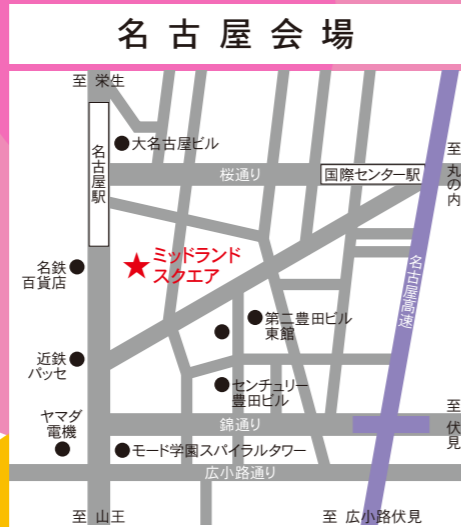 名古屋会場
至 栄生
大名古屋ビル
名古屋駅
桜通り
国際センター駅
至 丸の内
ミッドランド
スクエア
名鉄
百貨店
名古屋高速
第二豊田ビル
東館
近鉄
パッセ
センチュリー
豊田ビル
ヤマダ
電機
錦通り
至 伏見
モード学園スパイラルタワー
広小路通り
至 山王
至 広小路伏見